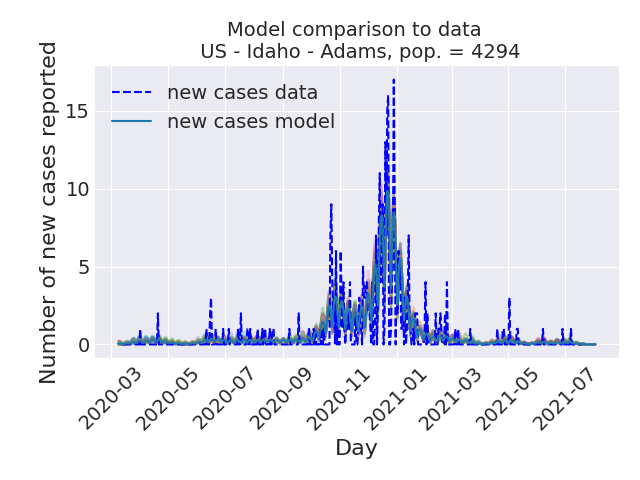 Model comparison to data
US - Idaho - Adams, pop. = 4294
new cases data
new cases model
Number of new cases reported
15
10
5
0
2020-03
2020-05
2020-07
2020-09
2020-11
2021-01
2021-03
2021-05
2021-07
Day